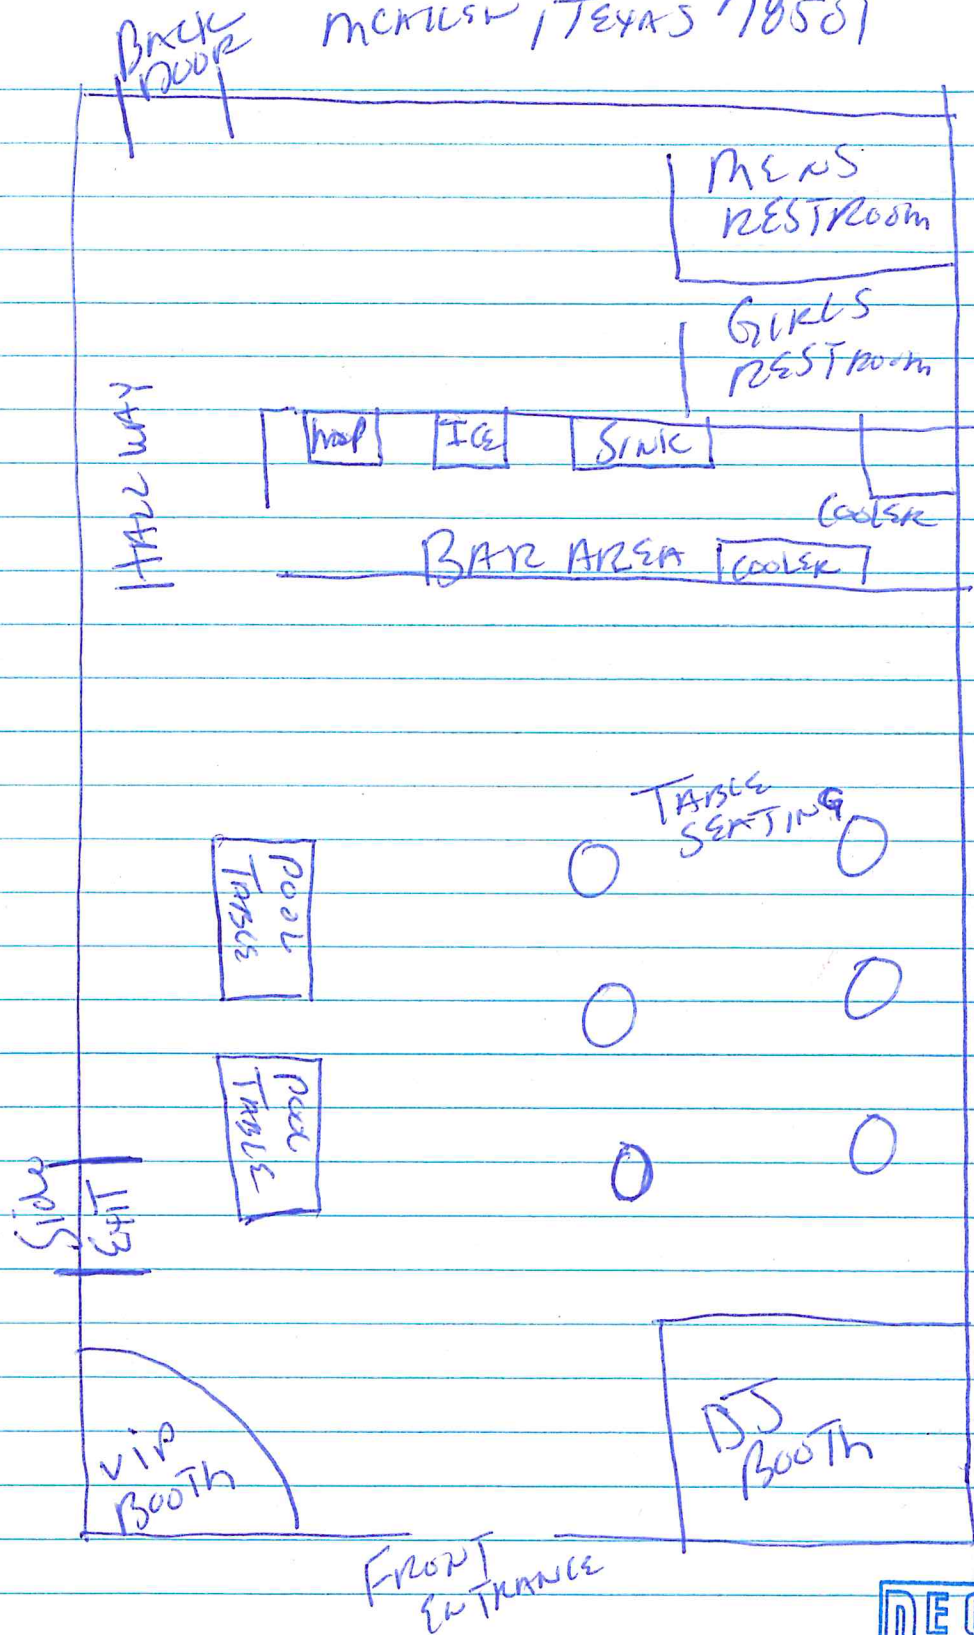 McALLEN, TEXAS 78501
BACK
DOOR
MENS
RESTROOM
GIRLS
RESTROOM
HALL WAY
MOP
ICE
SINK
COOLER
BAR AREA
COOLER
TABLE
SEATING
POOL
TABLE
POOL
TABLE
Side
EXIT
VIP
BOOTH
DJ
BOOTH
FRONT
ENTRANCE